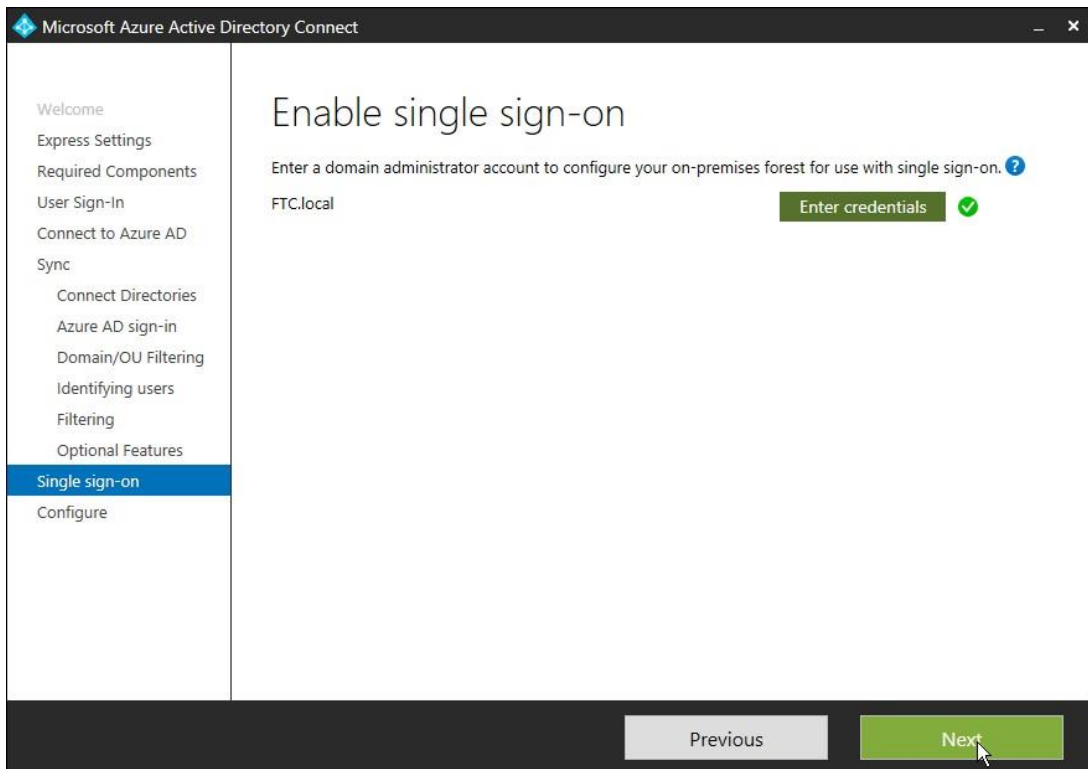 Microsoft Azure Active Directory Connect
Welcome
Express Settings
Required Components
User Sign-In
Connect to Azure AD
Sync
Connect Directories
Azure AD sign-in
Domain/OU Filtering
Identifying users
Filtering
Optional Features
Single sign-on
Configure
Enable single sign-on
Enter a domain administrator account to configure your on-premises forest for use with single sign-on. ?
FTC.local
Enter credentials
Previous
Next